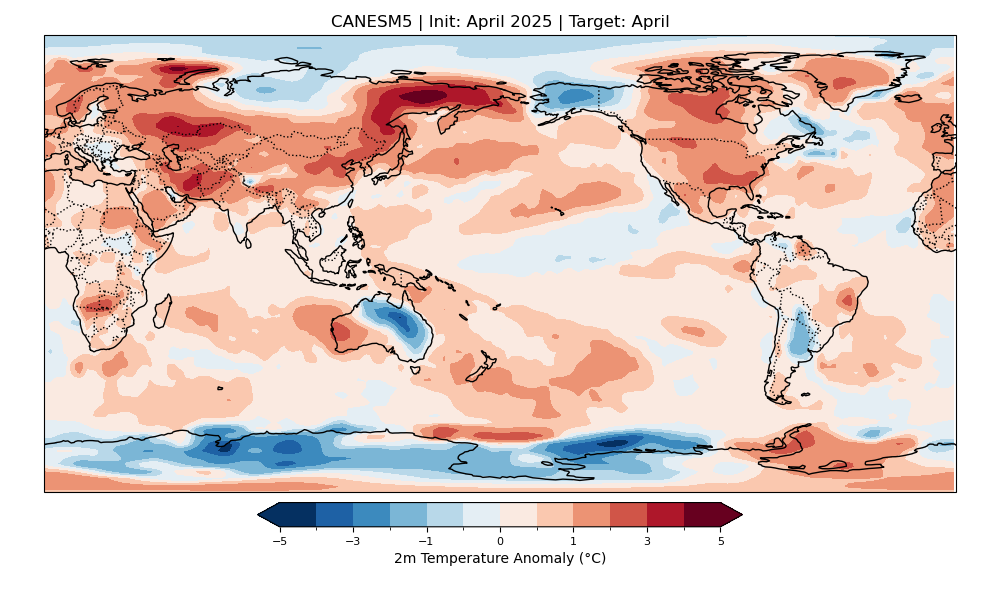 CANESM5 | Init: April 2025 | Target: April
−5 −3 −1 0 1 3 5
2m Temperature Anomaly (°C)